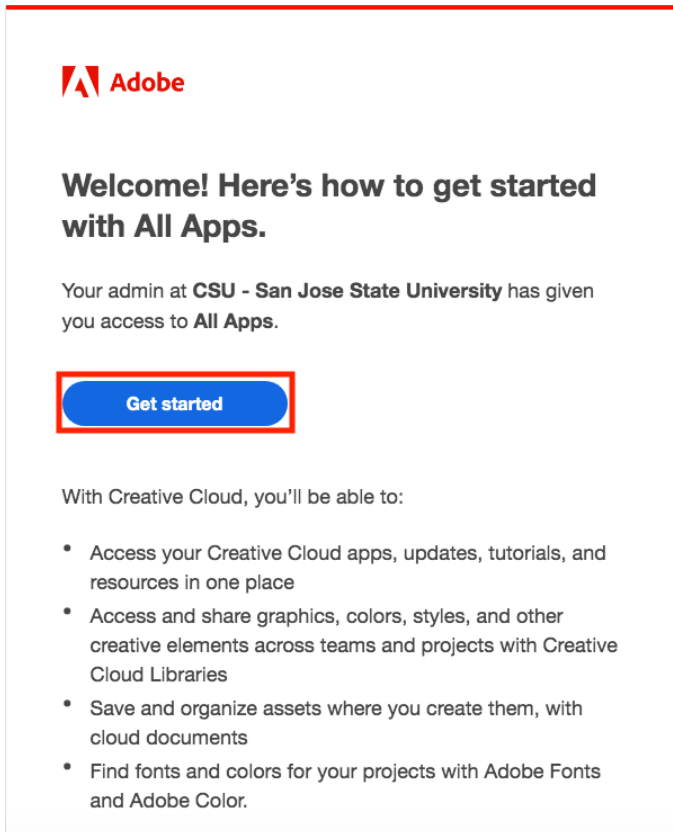 Adobe
Welcome! Here’s how to get started
with All Apps.
Your admin at CSU - San Jose State University has given
you access to All Apps.
Get started
With Creative Cloud, you’ll be able to:
• Access your Creative Cloud apps, updates, tutorials, and
resources in one place
• Access and share graphics, colors, styles, and other
creative elements across teams and projects with Creative
Cloud Libraries
• Save and organize assets where you create them, with
cloud documents
• Find fonts and colors for your projects with Adobe Fonts
and Adobe Color.